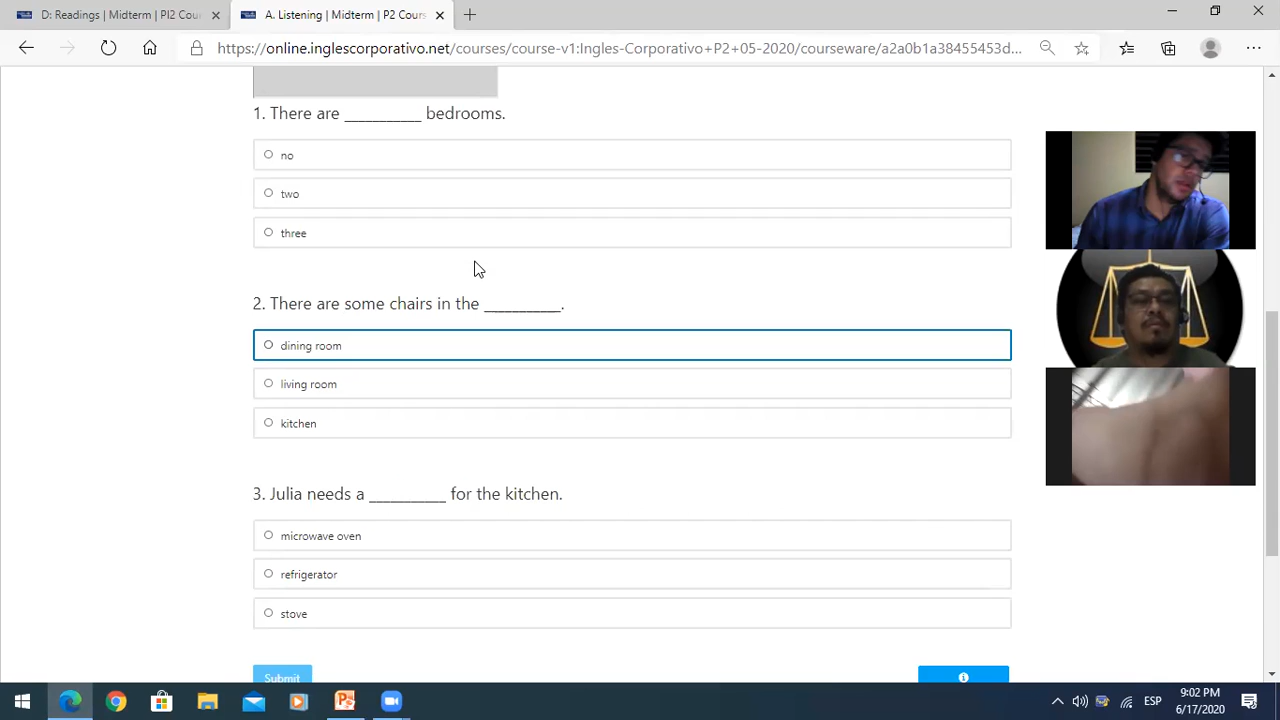 D: Readings | Midterm | PI2 Cou
A. Listening | Midterm | P2 Cours
https://online.inglescorporativo.net/courses/course-v1:Ingles-Corporativo+P2+05-2020/courseware/a2a0b1a38455453d...
1. There are ___________ bedrooms.
no
two
three
2. There are some chairs in the ___________.
dining room
living room
kitchen
3. Julia needs a ___________ for the kitchen.
microwave oven
refrigerator
stove
Submit
ESP
9:02 PM
6/17/2020